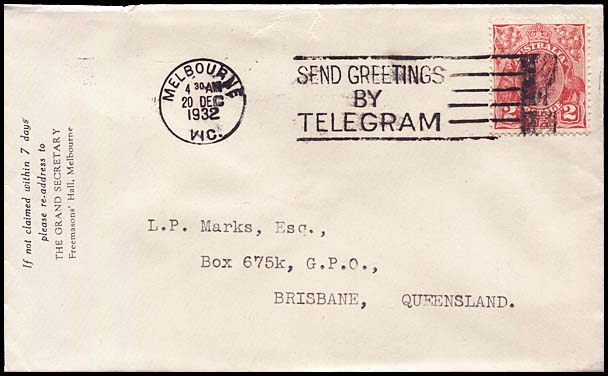 MELBOURNE
4 30 AM
20 DEC
1932
VIC.
SEND GREETINGS
BY
TELEGRAM
AUSTRALIA
2
If not claimed within 7 days
please re-address to
THE GRAND SECRETARY
Freemasons' Hall, Melbourne
L.P. Marks, Esq.,
Box 675k, G.P.O.,
BRISBANE, QUEENSLAND.